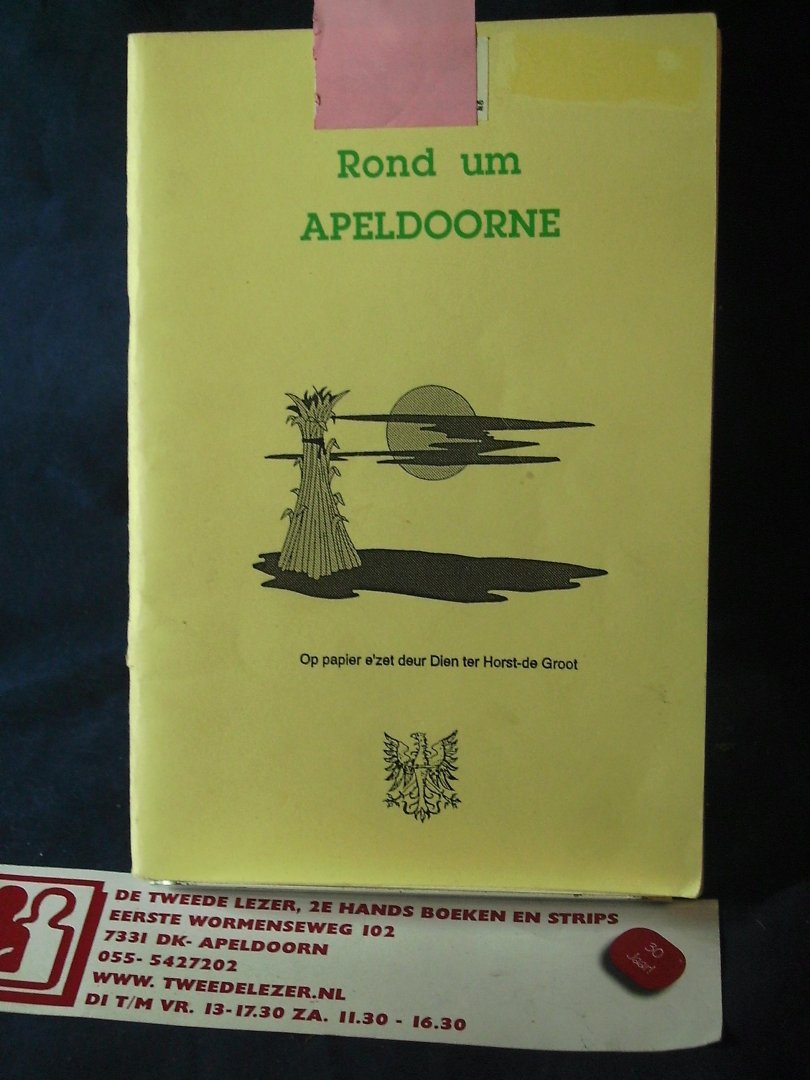 Rond um
APELDOORNE
Op papier e'zet deur Dien ter Horst-de Groot
DE TWEEDE LEZER, 2E HANDS BOEKEN EN STRIPS
EERSTE WORMENSEWEG 102
7331 DK- APELDOORN
055- 5427202
WWW. TWEEDELEZER.NL
DI T/M VR. 13-17.30 ZA. 11.30 - 16.30
30
Jaar!